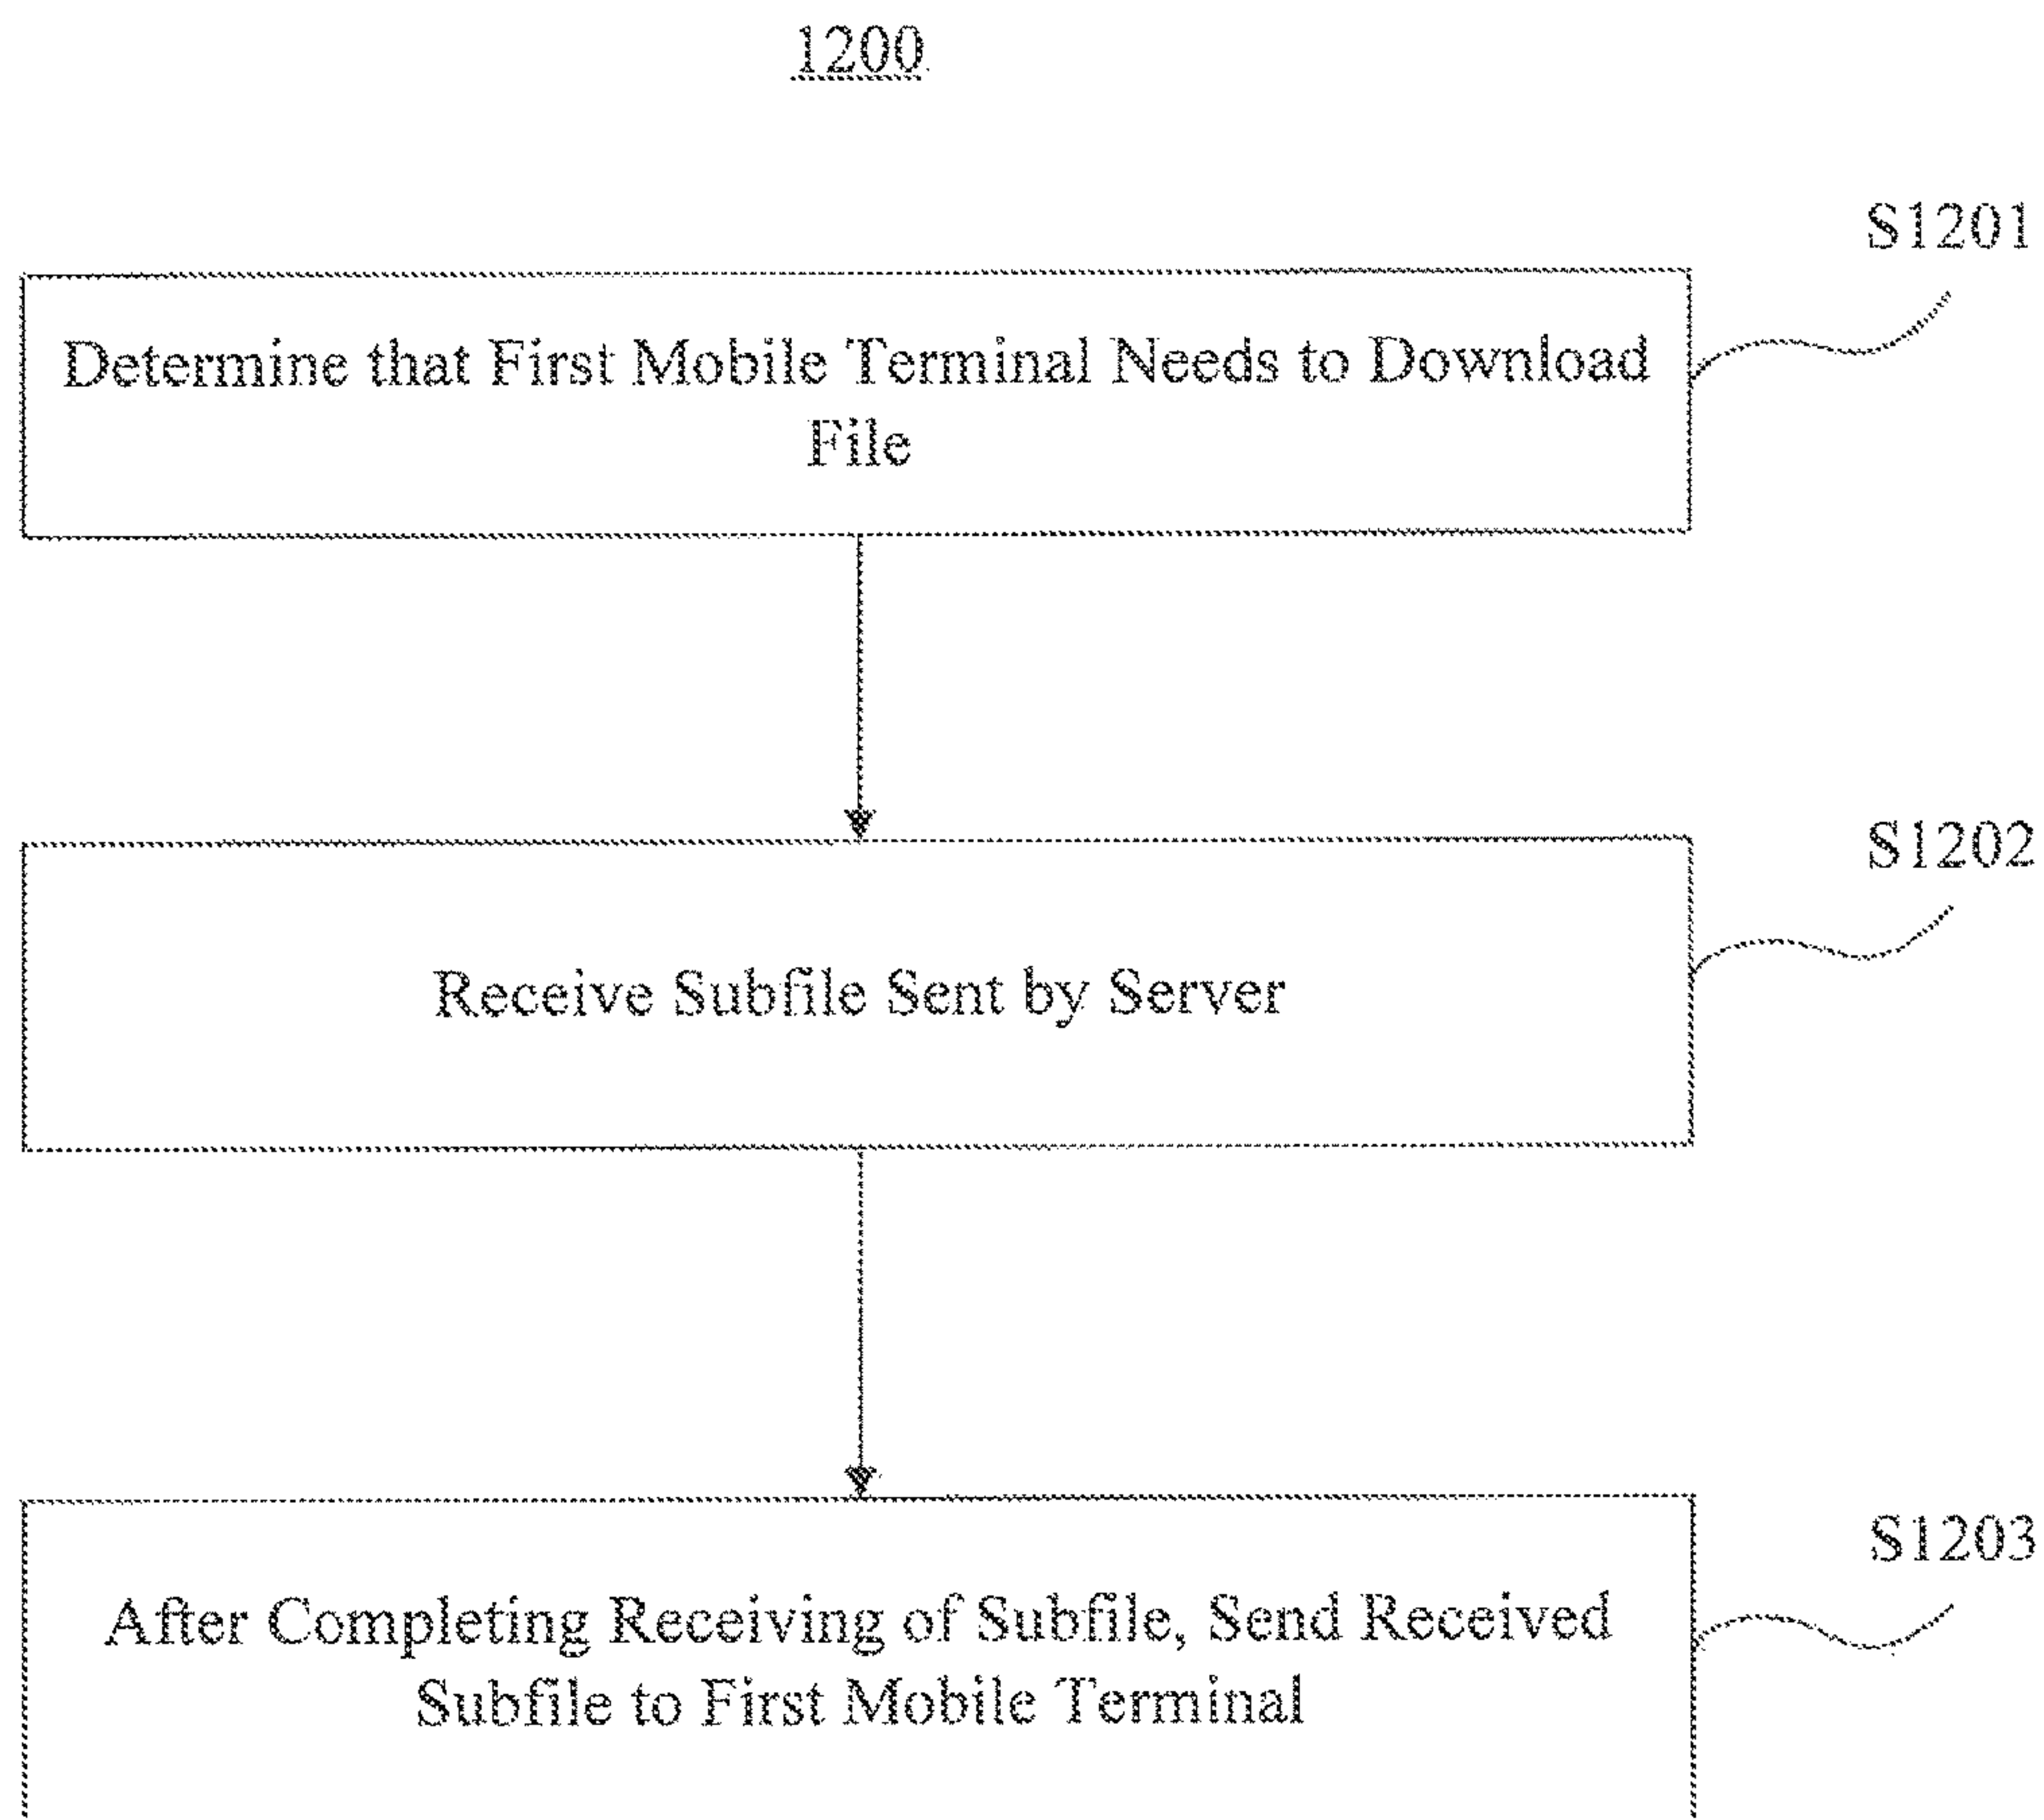 1200
S1201
Determine that First Mobile Terminal Needs to Download
File
S1202
Receive Subfile Sent by Server
S1203
After Completing Receiving of Subfile, Send Received
Subfile to First Mobile Terminal